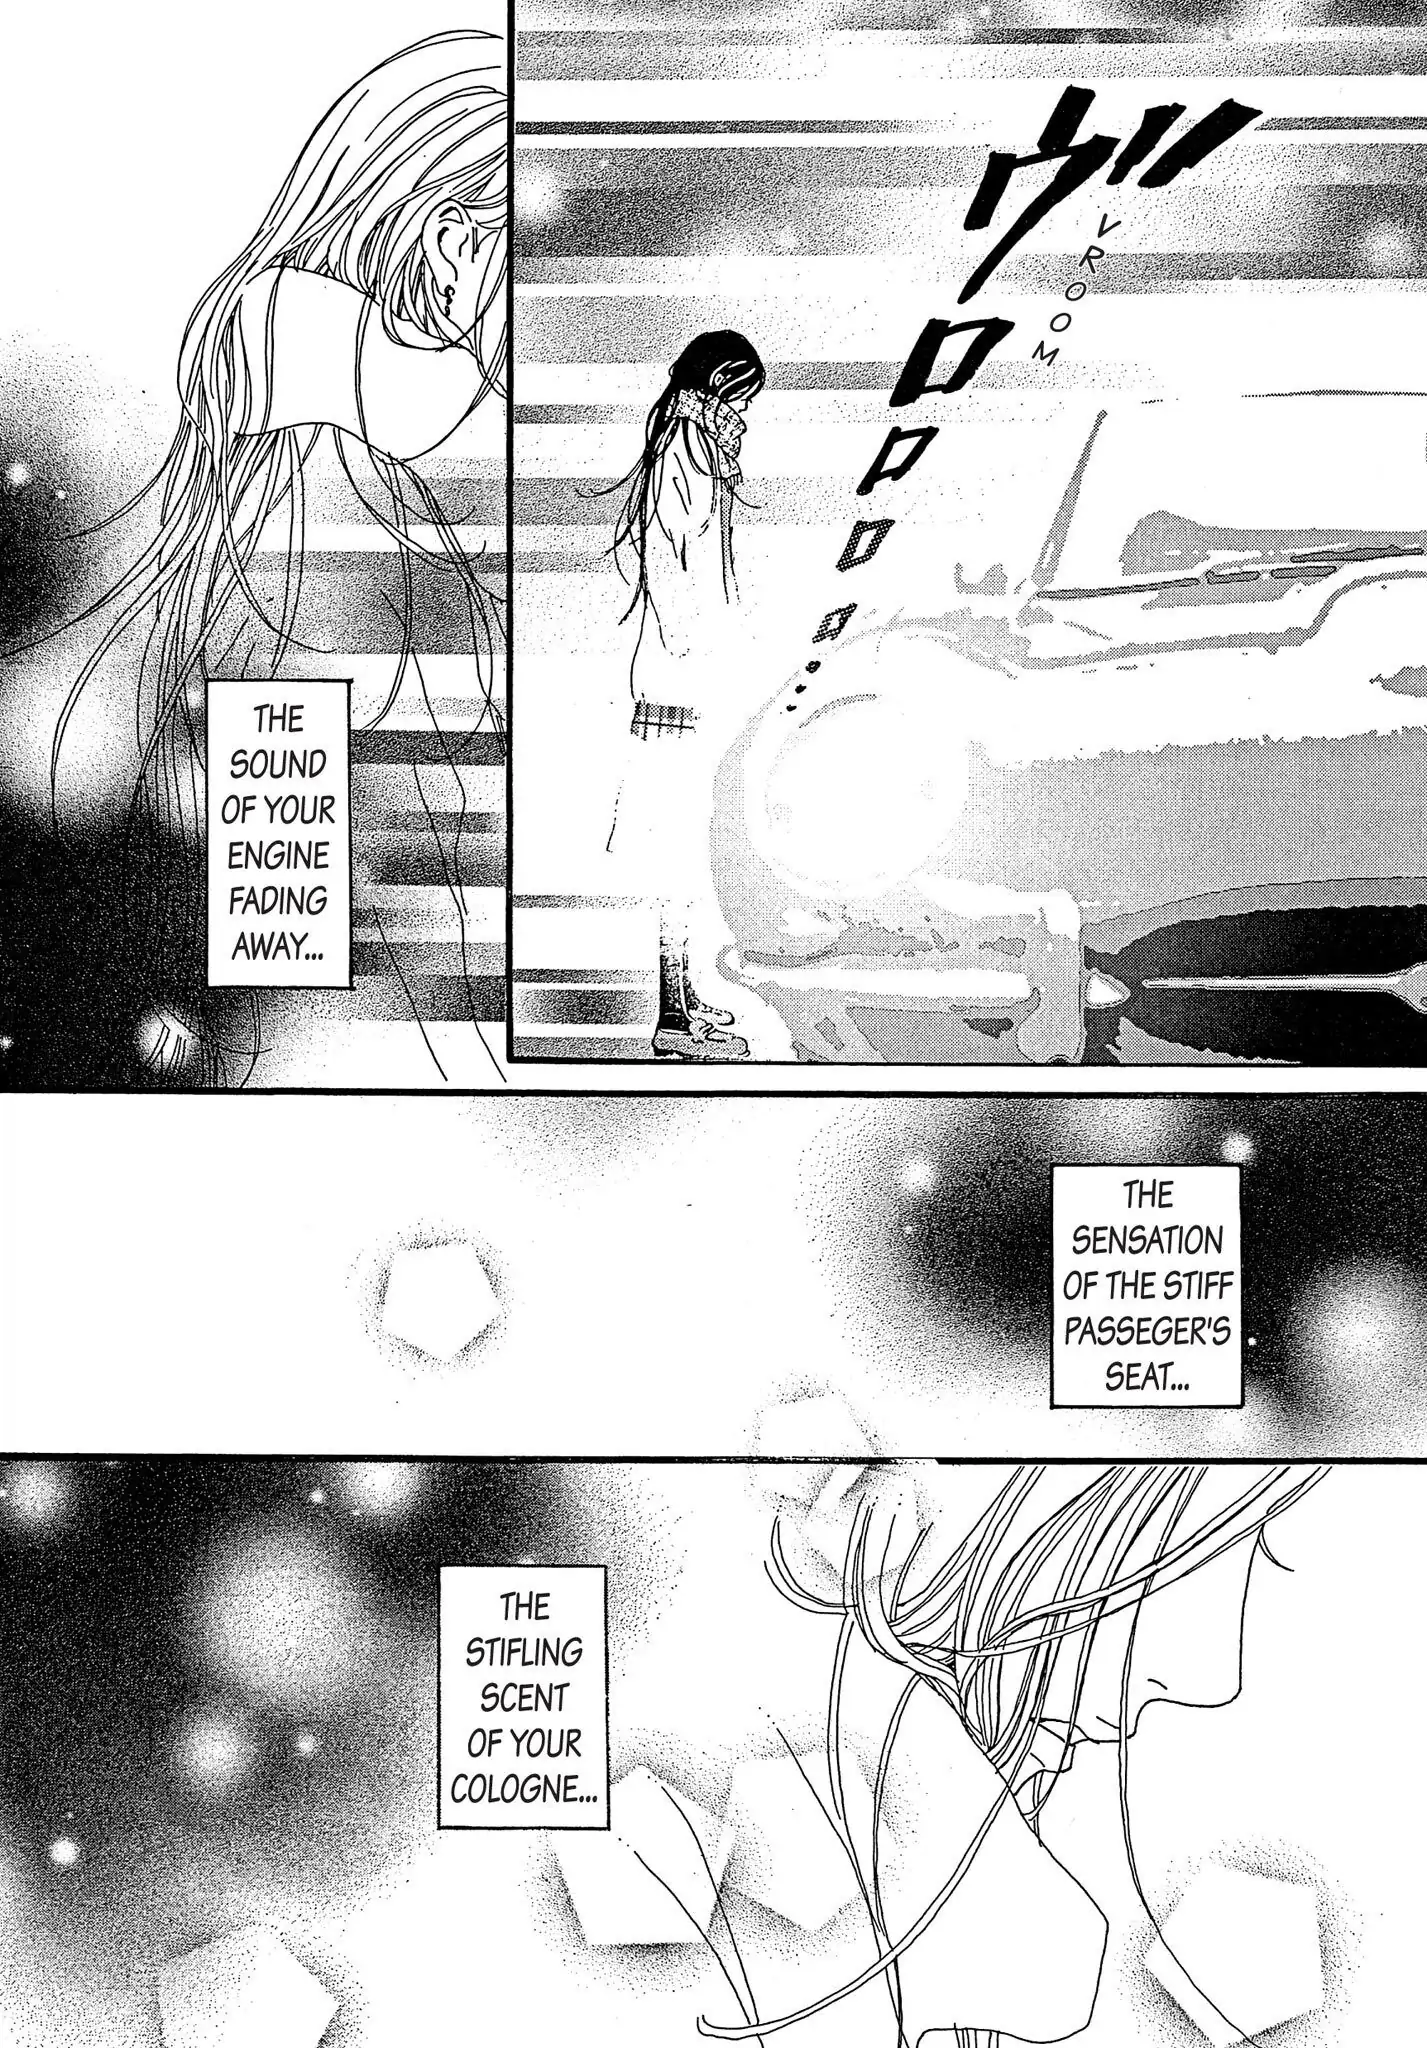 ヴロロロロ...
VROOM
THE
SOUND
OF YOUR
ENGINE
FADING
AWAY...
THE
SENSATION
OF THE STIFF
PASSEGER'S
SEAT...
THE
STIFLING
SCENT
OF YOUR
COLOGNE...